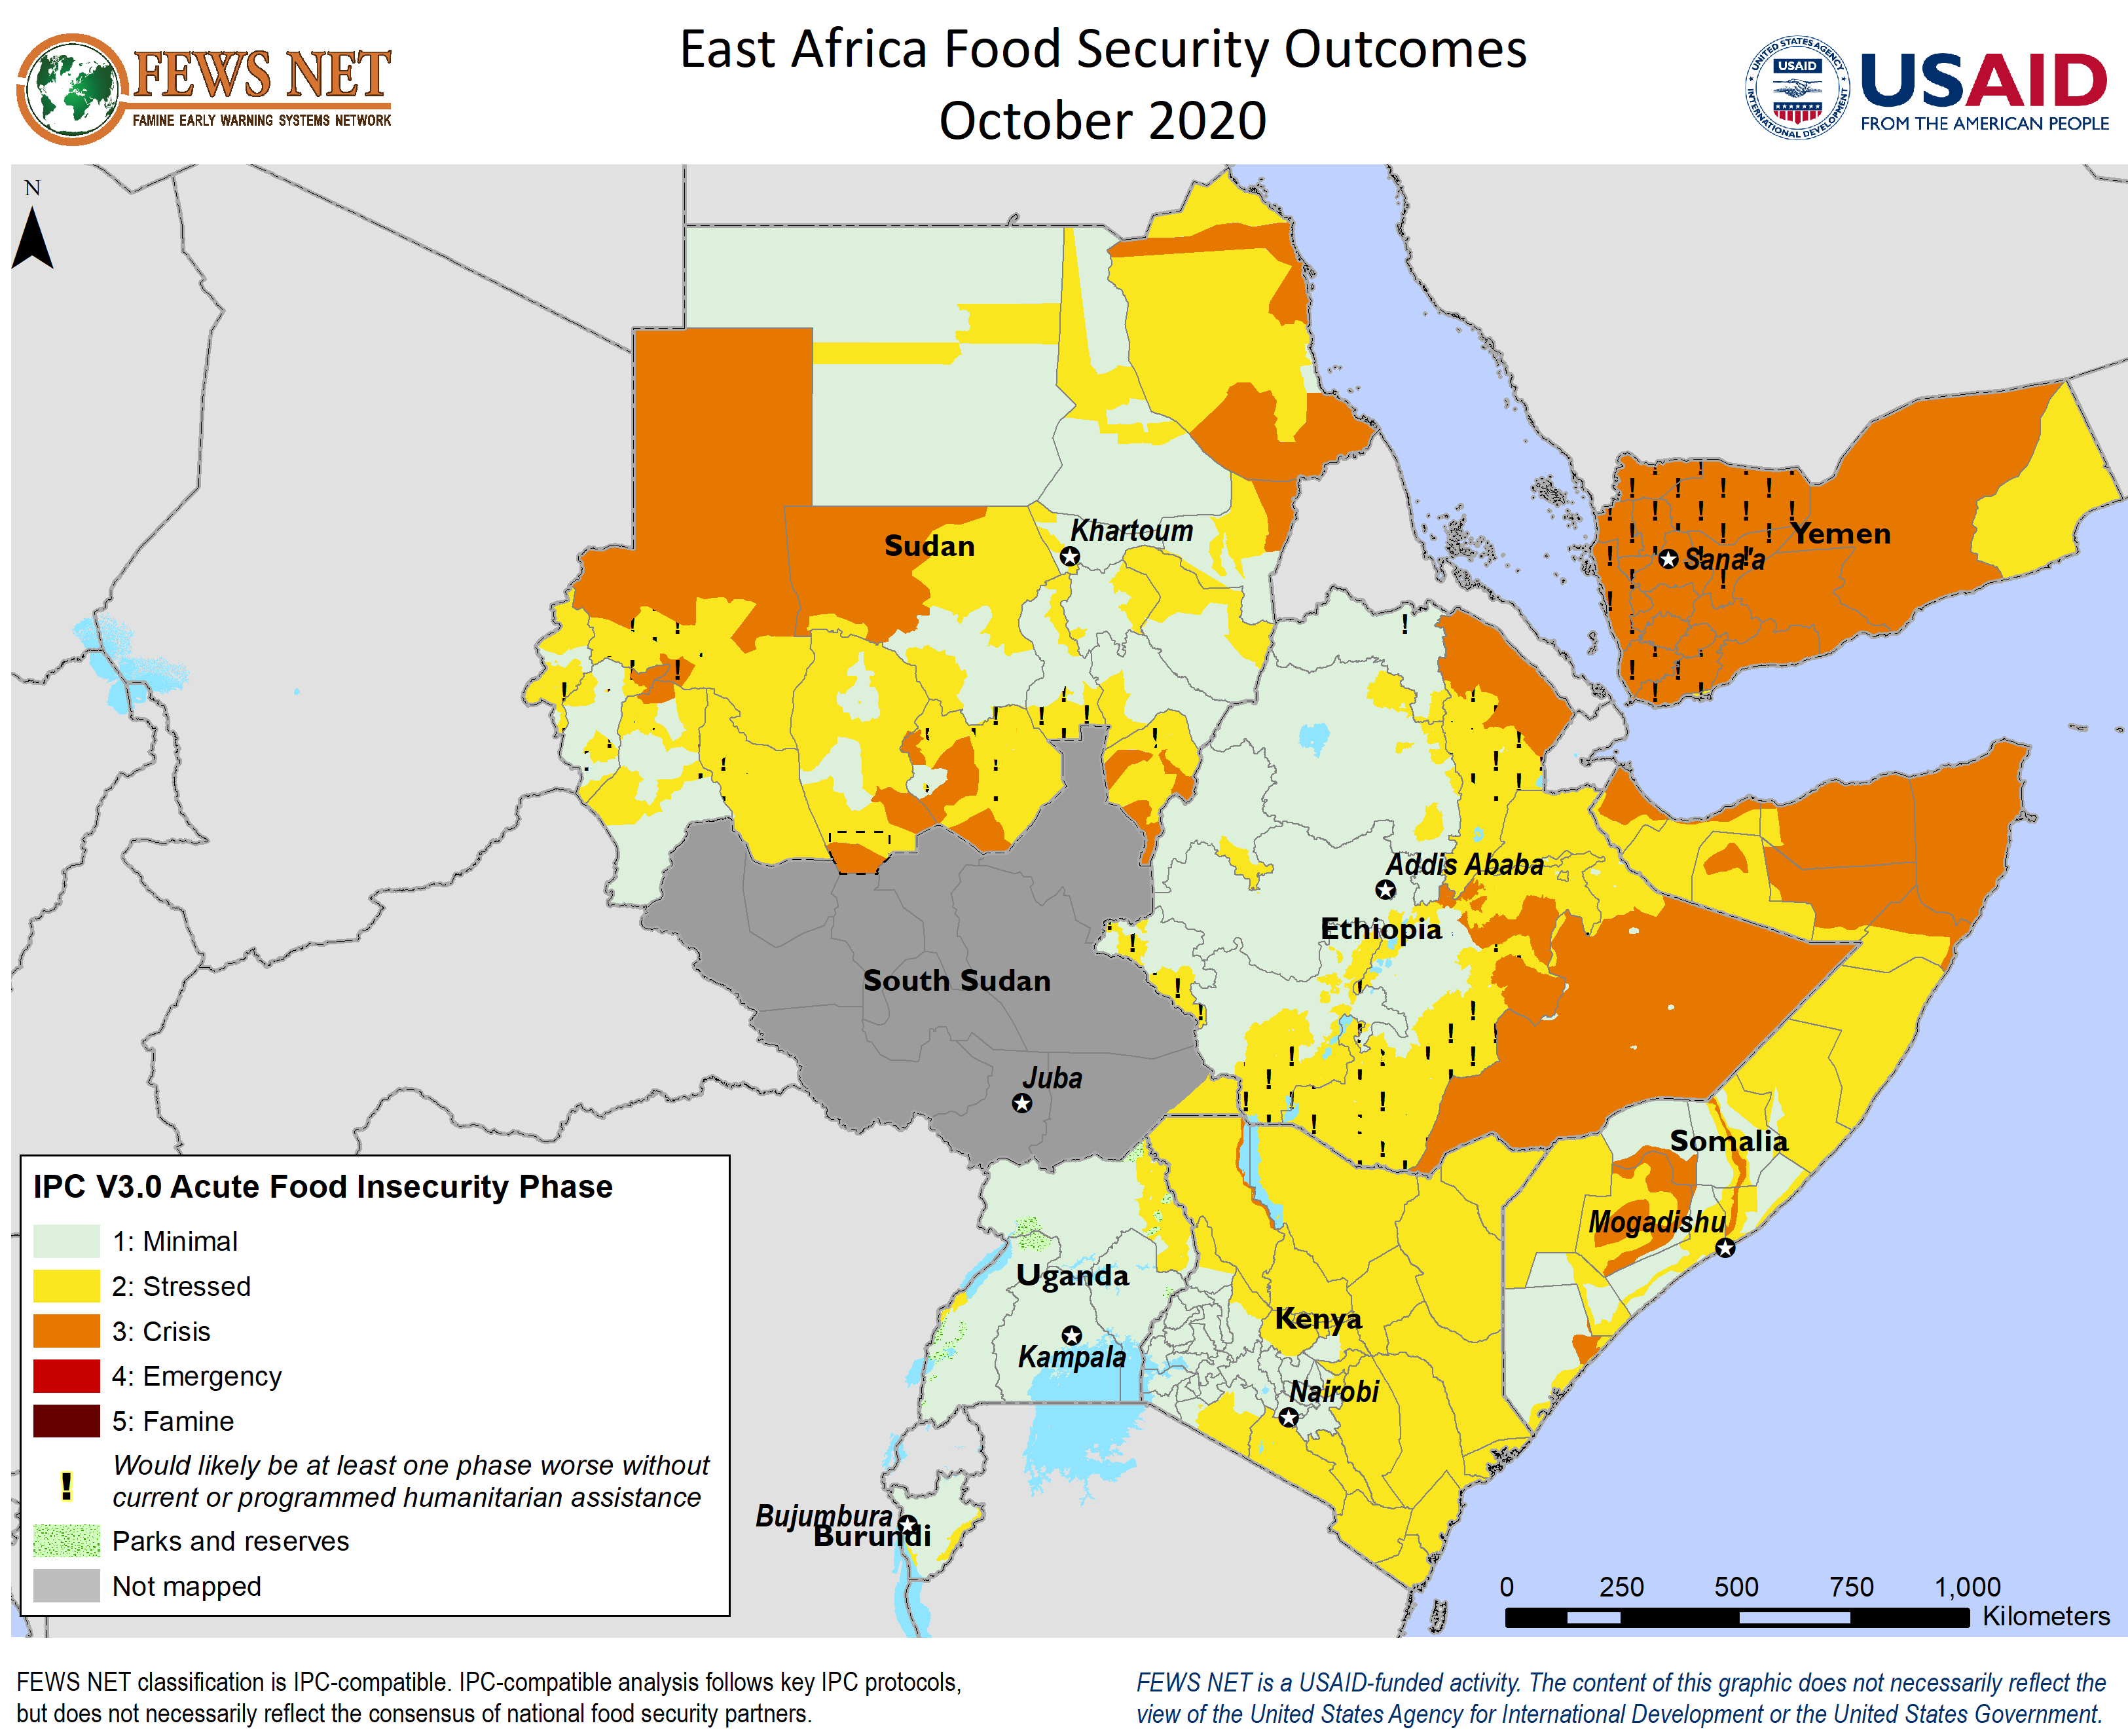 FEWS NET
FAMINE EARLY WARNING SYSTEMS NETWORK
East Africa Food Security Outcomes
October 2020
UNITED STATES AGENCY
USAID
INTERNATIONAL DEVELOPMENT
USAID
FROM THE AMERICAN PEOPLE
N
Khartoum
Sudan
Yemen
Sana'a
Addis Ababa
Ethiopia
South Sudan
Juba
Somalia
Mogadishu
Uganda
Kenya
Kampala
Nairobi
Bujumbura
Burundi
IPC V3.0 Acute Food Insecurity Phase
1: Minimal
2: Stressed
3: Crisis
4: Emergency
5: Famine
! Would likely be at least one phase worse without
current or programmed humanitarian assistance
Parks and reserves
Not mapped
0 250 500 750 1,000
Kilometers
FEWS NET classification is IPC-compatible. IPC-compatible analysis follows key IPC protocols,
but does not necessarily reflect the consensus of national food security partners.
FEWS NET is a USAID-funded activity. The content of this graphic does not necessarily reflect the
view of the United States Agency for International Development or the United States Government.